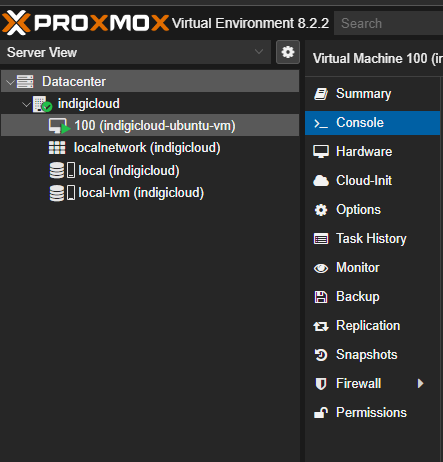 PROXMOX Virtual Environment 8.2.2 Search
Server View
Virtual Machine 100 (i
Datacenter
indigicloud
100 (indigicloud-ubuntu-vm)
localnetwork (indigicloud)
local (indigicloud)
local-lvm (indigicloud)
Summary
Console
Hardware
Cloud-Init
Options
Task History
Monitor
Backup
Replication
Snapshots
Firewall
Permissions